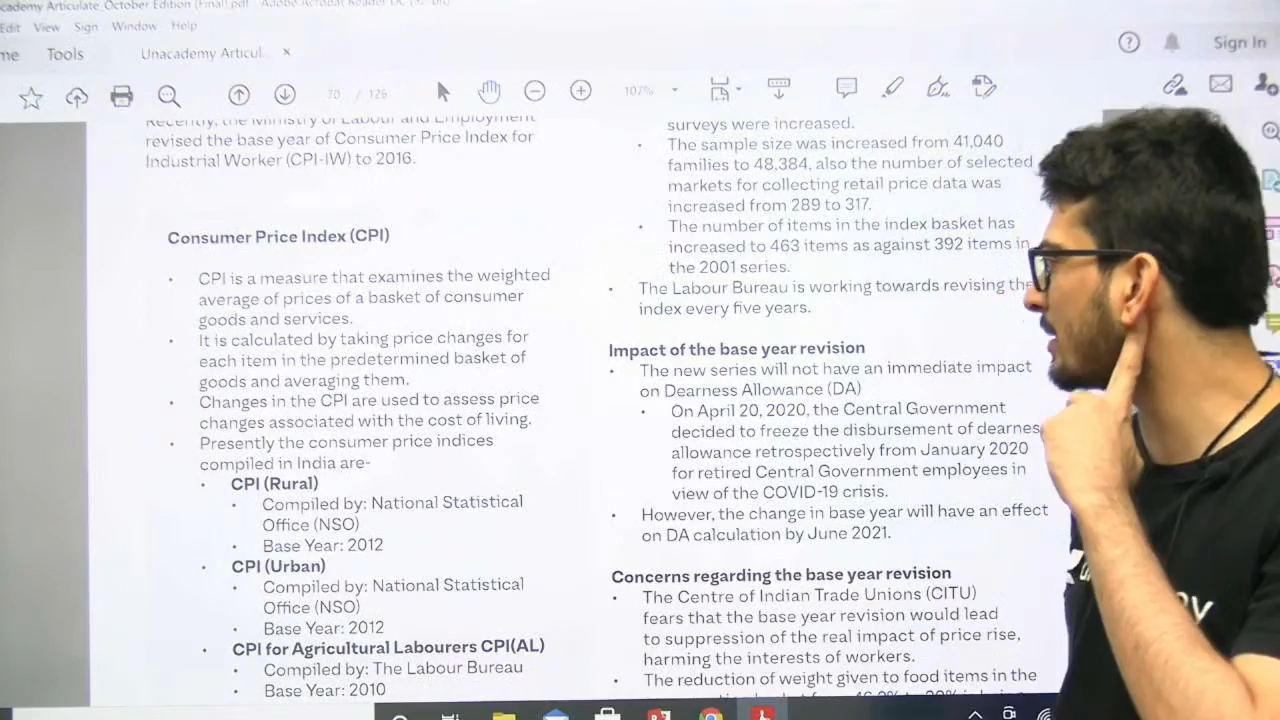 Edit View Sign Window Help
Tools
Unacademy Articul... ×
Sign In
70 / 125
107%
Recently, the Ministry of Labour and Employment
revised the base year of Consumer Price Index for
Industrial Worker (CPI-IW) to 2016.
Consumer Price Index (CPI)
• CPI is a measure that examines the weighted
average of prices of a basket of consumer
goods and services.
• It is calculated by taking price changes for
each item in the predetermined basket of
goods and averaging them.
• Changes in the CPI are used to assess price
changes associated with the cost of living.
• Presently the consumer price indices
compiled in India are-
• CPI (Rural)
• Compiled by: National Statistical
Office (NSO)
• Base Year: 2012
• CPI (Urban)
• Compiled by: National Statistical
Office (NSO)
• Base Year: 2012
• CPI for Agricultural Labourers CPI(AL)
• Compiled by: The Labour Bureau
• Base Year: 2010
surveys were increased.
• The sample size was increased from 41,040
families to 48,384, also the number of selected
markets for collecting retail price data was
increased from 289 to 317.
• The number of items in the index basket has
increased to 463 items as against 392 items in
the 2001 series.
• The Labour Bureau is working towards revising the
index every five years.
Impact of the base year revision
• The new series will not have an immediate impact
on Dearness Allowance (DA)
• On April 20, 2020, the Central Government
decided to freeze the disbursement of dearnes
allowance retrospectively from January 2020
for retired Central Government employees in
view of the COVID-19 crisis.
• However, the change in base year will have an effect
on DA calculation by June 2021.
Concerns regarding the base year revision
• The Centre of Indian Trade Unions (CITU)
fears that the base year revision would lead
to suppression of the real impact of price rise,
harming the interests of workers.
• The reduction of weight given to food items in the